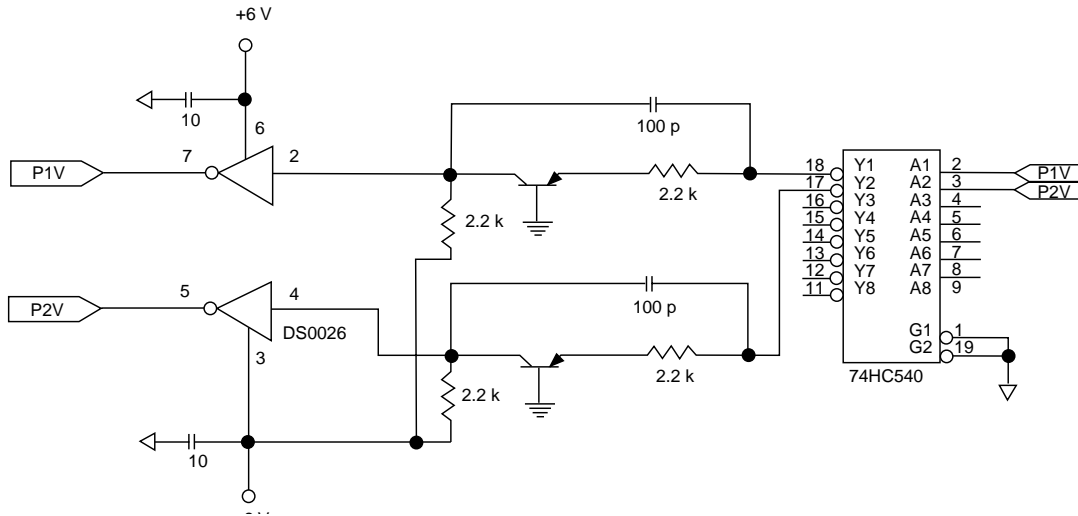 +6 V
10
6
100 p
P1V
7
2
2.2 k
2.2 k
18
17
16
15
14
13
12
11
Y1
Y2
Y3
Y4
Y5
Y6
Y7
Y8
A1
A2
A3
A4
A5
A6
A7
A8
2
3
4
5
6
7
8
9
P1V
P2V
G1
G2
1
19
74HC540
P2V
5
4
DS0026
3
100 p
2.2 k
2.2 k
10